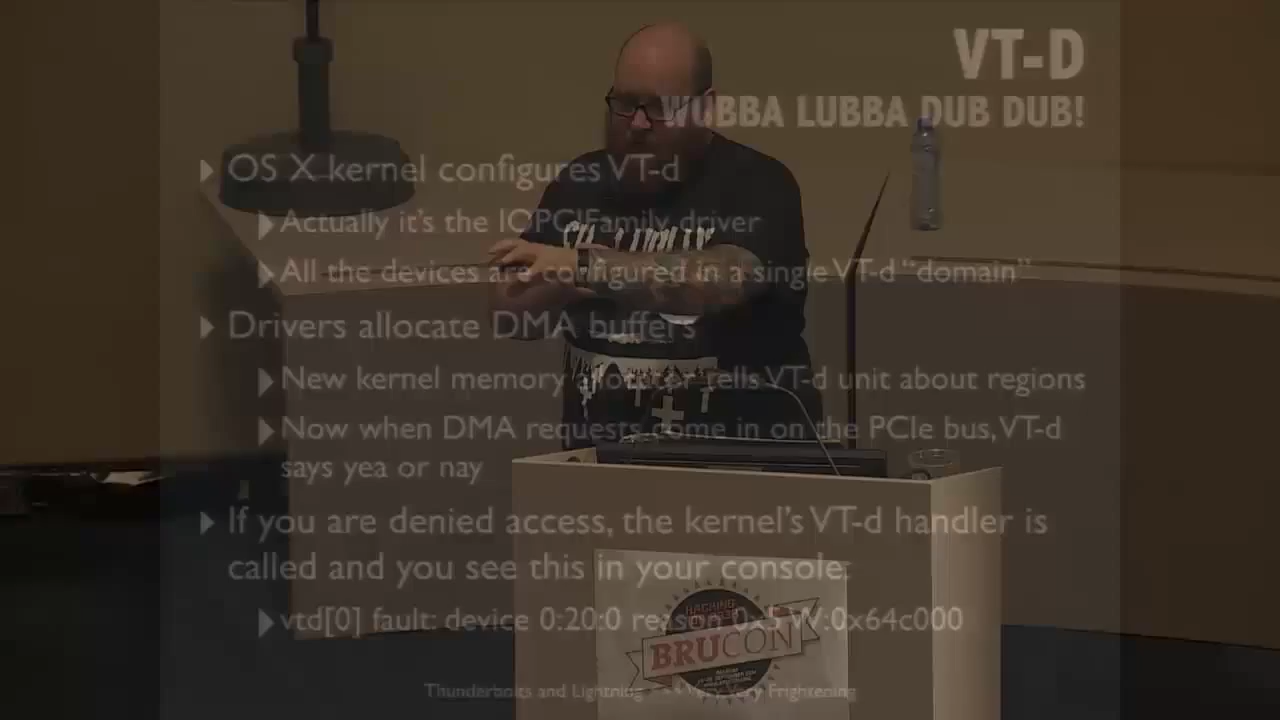 VT-D
WUBBA LUBBA DUB DUB!
OS X kernel configures VT-d
Actually it's the IOPCIFamily driver
All the devices are configured in a single VT-d “domain”
Drivers allocate DMA buffers
New kernel memory allocator tells VT-d unit about regions
Now when DMA requests come in on the PCIe bus, VT-d
says yea or nay
If you are denied access, the kernel's VT-d handler is
called and you see this in your console:
vtd[0] fault: device 0:20:0 reason 0x5 W:0x64c000
HACKING
BRUCON
Thunderbolts and Lightning Very Very Frightening